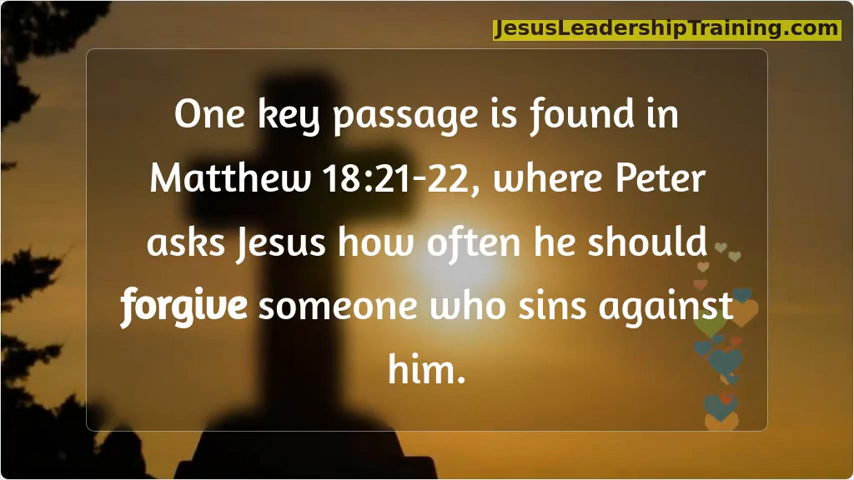 JesusLeadershipTraining.com
One key passage is found in
Matthew 18:21-22, where Peter
asks Jesus how often he should
forgive someone who sins against
him.